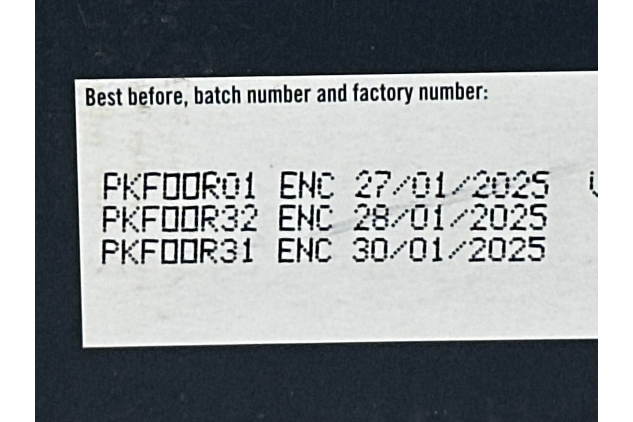 Best before, batch number and factory number:
PKF00R01 ENC 27/01/2025
PKF00R32 ENC 28/01/2025
PKF00R31 ENC 30/01/2025